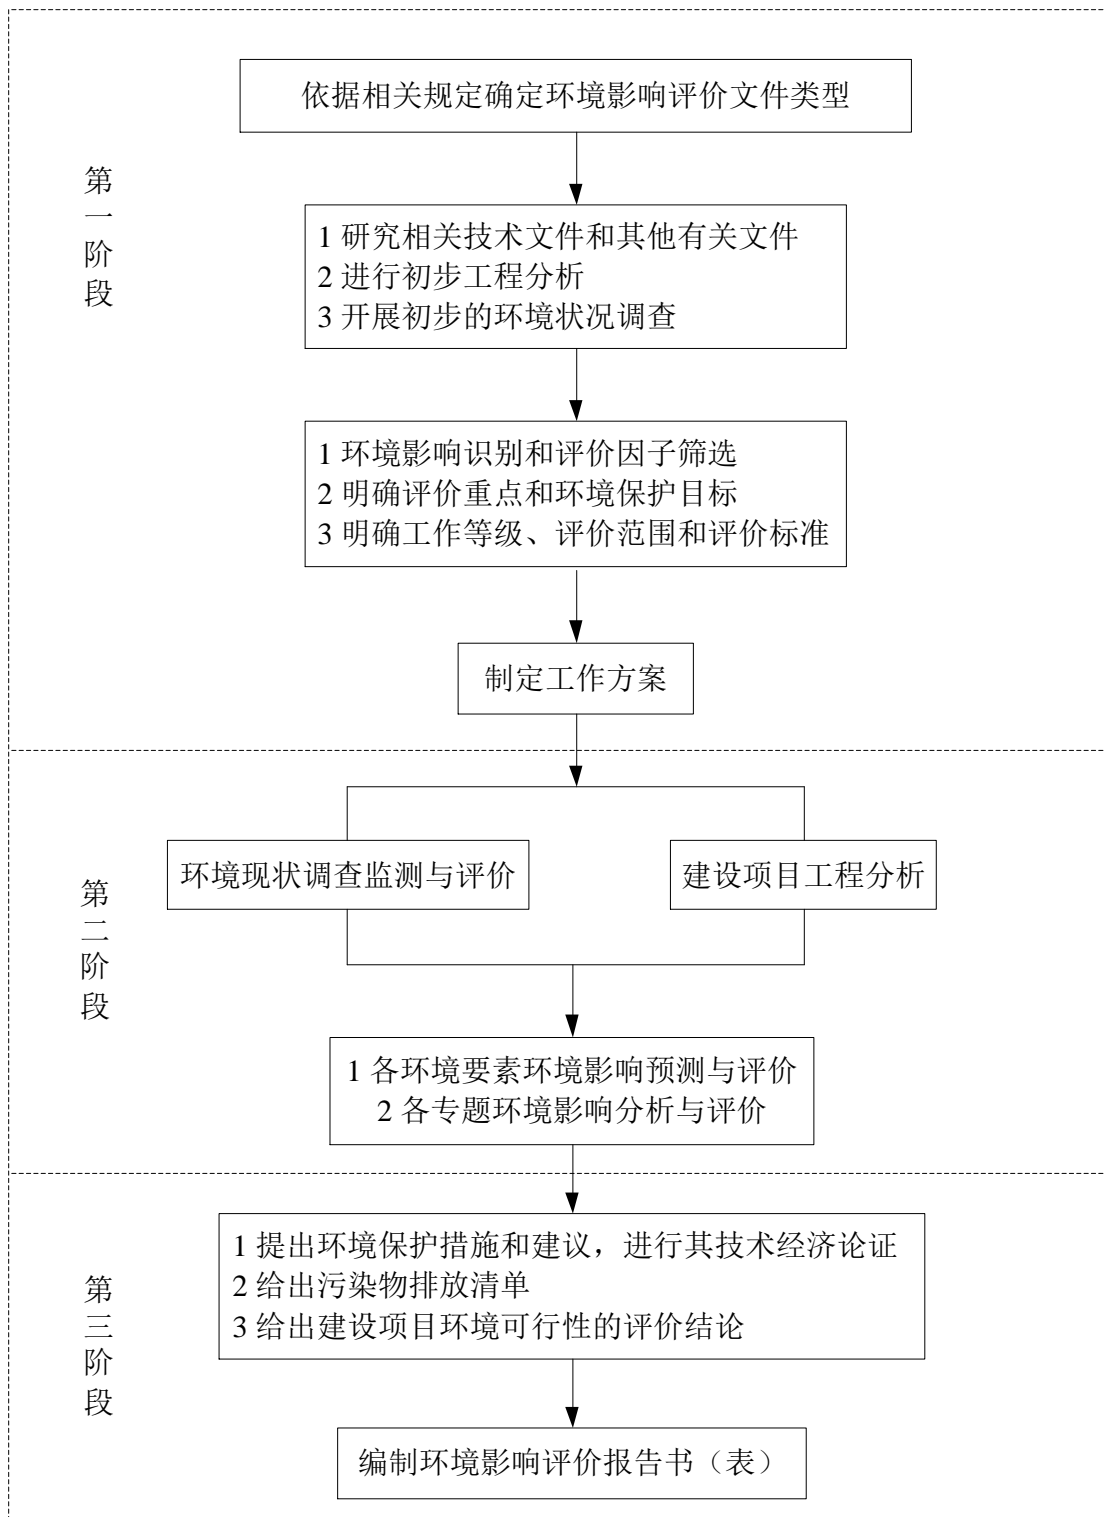 依据相关规定确定环境影响评价文件类型
第一阶段
1 研究相关技术文件和其他有关文件
2 进行初步工程分析
3 开展初步的环境状况调查
1 环境影响识别和评价因子筛选
2 明确评价重点和环境保护目标
3 明确工作等级、评价范围和评价标准
制定工作方案
第二阶段
环境现状调查监测与评价
建设项目工程分析
1 各环境要素环境影响预测与评价
2 各专题环境影响分析与评价
第三阶段
1 提出环境保护措施和建议，进行其技术经济论证
2 给出污染物排放清单
3 给出建设项目环境可行性的评价结论
编制环境影响评价报告书（表）